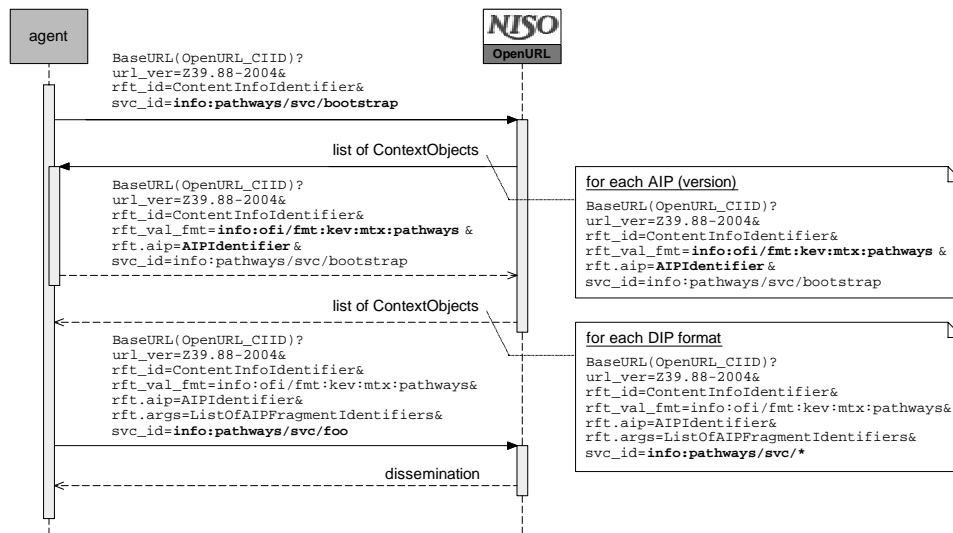 agent
NISO
OpenURL
BaseURL(OpenURL_CIID)?
url_ver=Z39.88-2004&
rft_id=ContentInfoIdentifier&
svc_id=info:pathways/svc/bootstrap
list of ContextObjects
BaseURL(OpenURL_CIID)?
url_ver=Z39.88-2004&
rft_id=ContentInfoIdentifier&
rft_val_fmt=info:ofi/fmt:kev:mtx:pathways &
rft.aip=AIPIdentifier &
svc_id=info:pathways/svc/bootstrap
for each AIP (version)
BaseURL(OpenURL_CIID)?
url_ver=Z39.88-2004&
rft_id=ContentInfoIdentifier&
rft_val_fmt=info:ofi/fmt:kev:mtx:pathways &
rft.aip=AIPIdentifier &
svc_id=info:pathways/svc/bootstrap
list of ContextObjects
BaseURL(OpenURL_CIID)?
url_ver=Z39.88-2004&
rft_id=ContentInfoIdentifier&
rft_val_fmt=info:ofi/fmt:kev:mtx:pathways&
rft.aip=AIPIdentifier&
rft.args=ListOfAIPFragmentIdentifiers&
svc_id=info:pathways/svc/foo
for each DIP format
BaseURL(OpenURL_CIID)?
url_ver=Z39.88-2004&
rft_id=ContentInfoIdentifier&
rft_val_fmt=info:ofi/fmt:kev:mtx:pathways&
rft.aip=AIPIdentifier&
rft.args=ListOfAIPFragmentIdentifiers&
svc_id=info:pathways/svc/*
dissemination